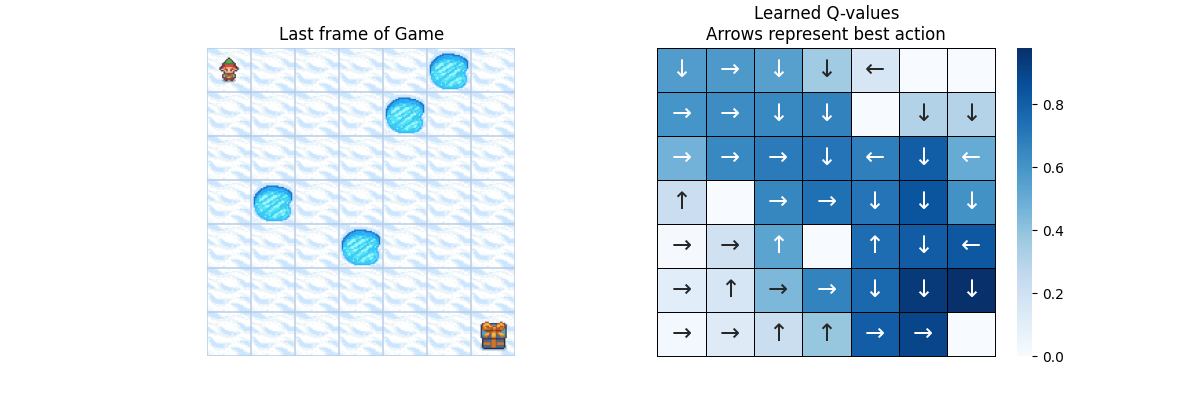 Last frame of Game
Learned Q-values
Arrows represent best action
↓ → ↓ ↓ ←
→ → ↓ ↓ ↓ ↓
→ → → ↓ ← ↓ ←
↑ → → ↓ ↓ ↓
→ → ↑ ↑ ↓ ←
→ ↑ → → ↓ ↓ ↓
→ → ↑ ↑ → →
0.8
0.6
0.4
0.2
0.0